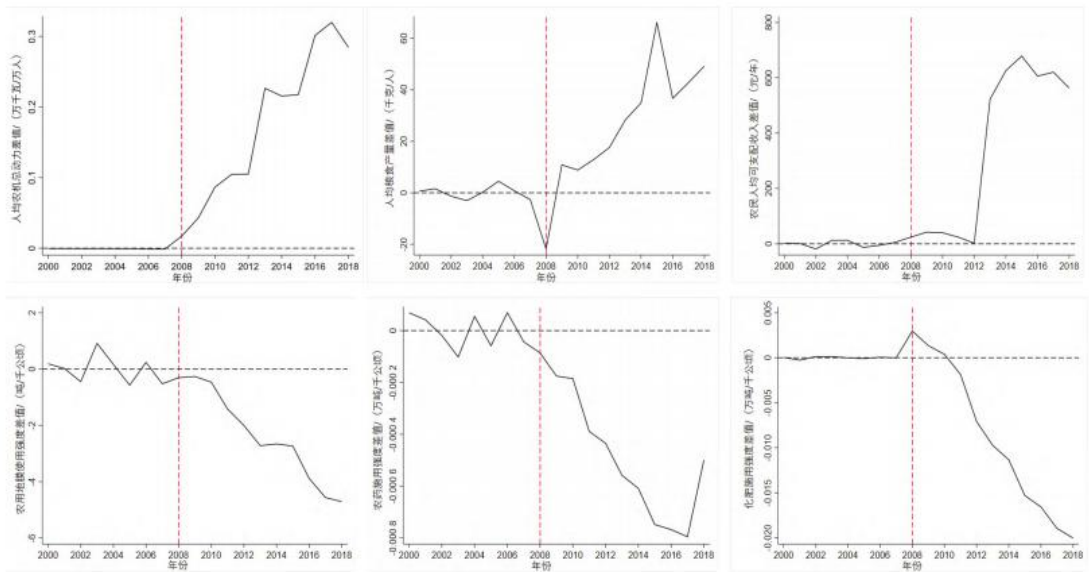 人均农机总动力差值/（万千瓦/万人）
0.3
0.2
0.1
0
2000 2002 2004 2006 2008 2010 2012 2014 2016 2018
年份
人均粮食产量差值/（千克/人）
60
40
20
0
-20
2000 2002 2004 2006 2008 2010 2012 2014 2016 2018
年份
农民人均可支配收入差值/（元/年）
800
600
400
200
0
2000 2002 2004 2006 2008 2010 2012 2014 2016 2018
年份
农用地膜使用强度差值/（吨/千公顷）
2
0
-2
-4
-6
2000 2002 2004 2006 2008 2010 2012 2014 2016 2018
年份
农药施用强度差值/（万吨/千公顷）
0
-0.000 2
-0.000 4
-0.000 6
-0.000 8
2000 2002 2004 2006 2008 2010 2012 2014 2016 2018
年份
化肥施用强度差值/（万吨/千公顷）
0.005
0
-0.005
-0.010
-0.015
-0.020
2000 2002 2004 2006 2008 2010 2012 2014 2016 2018
年份